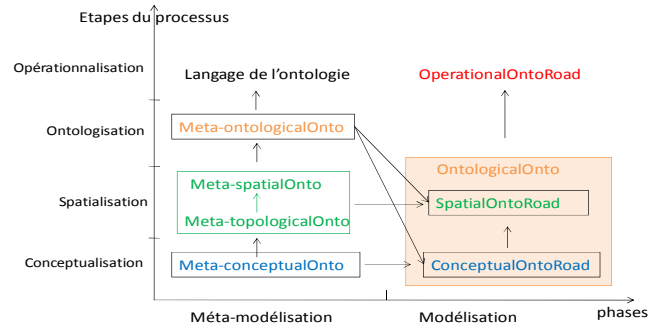 Etapes du processus
Opérationnalisation
Langage de l'ontologie
OperationalOntoRoad
Ontologisation
Meta-ontologicalOnto
OntologicalOnto
Spatialisation
Meta-spatialOnto
SpatialOntoRoad
Meta-topologicalOnto
Conceptualisation
Meta-conceptualOnto
ConceptualOntoRoad
phases
Méta-modélisation
Modélisation